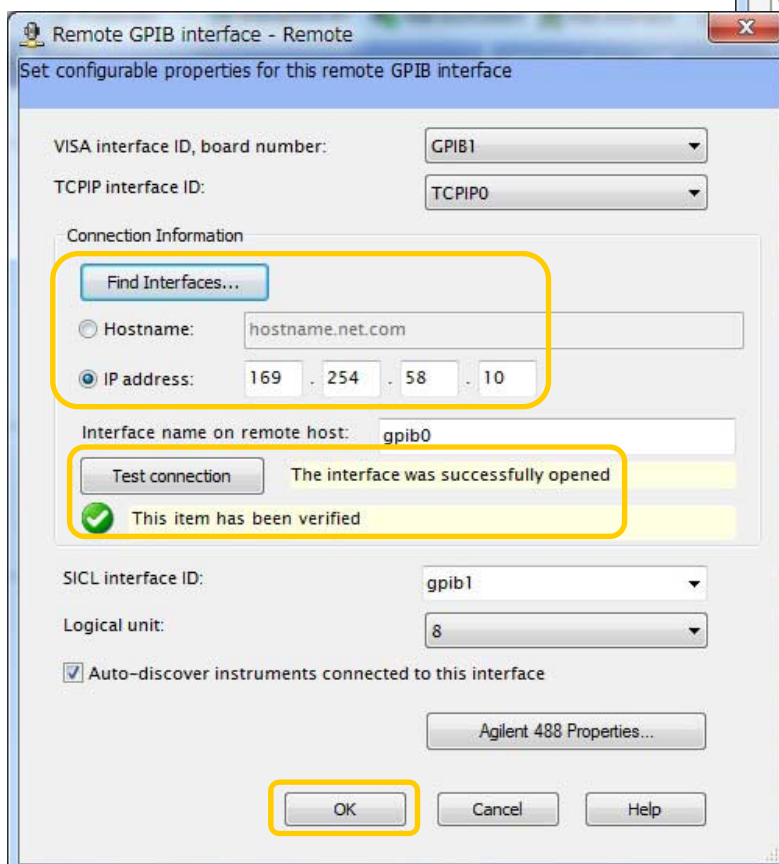 Remote GPIB interface - Remote
Set configurable properties for this remote GPIB interface
VISA interface ID, board number: GPIB1
TCPIP interface ID: TCPIP0
Connection Information
Find Interfaces...
Hostname: hostname.net.com
IP address: 169 . 254 . 58 . 10
Interface name on remote host: gpib0
Test connection The interface was successfully opened
This item has been verified
SICL interface ID: gpib1
Logical unit: 8
Auto-discover instruments connected to this interface
Agilent 488 Properties...
OK Cancel Help